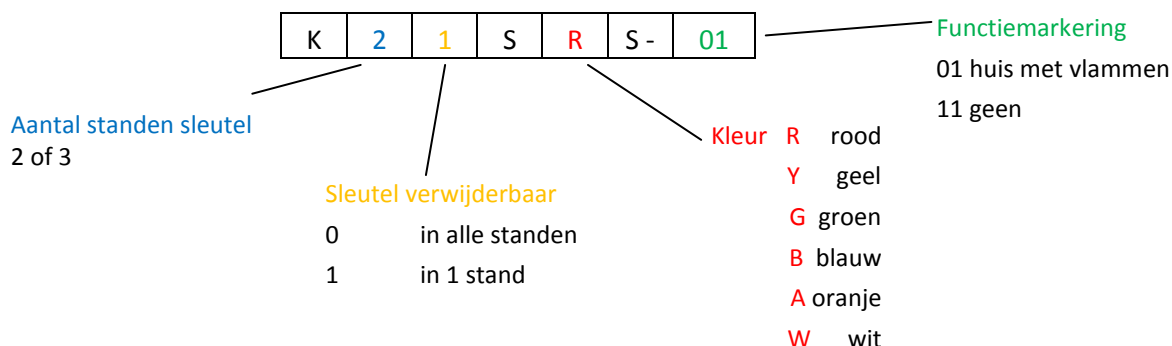 K 2 1 S R S - 01
Functiemarkering
01 huis met vlammen
11 geen
Aantal standen sleutel
2 of 3
Kleur R rood
Y geel
G groen
B blauw
A oranje
W wit
Sleutel verwijderbaar
0 in alle standen
1 in 1 stand